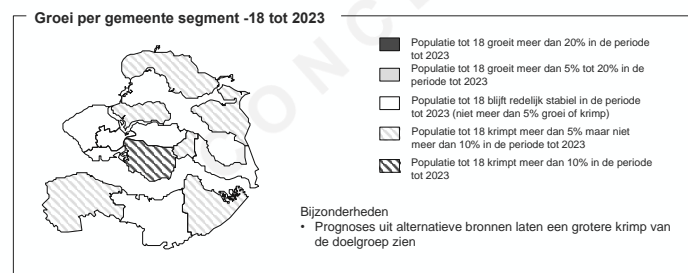 Groei per gemeente segment -18 tot 2023
Populatie tot 18 groeit meer dan 20% in de periode
tot 2023
Populatie tot 18 groeit meer dan 5% tot 20% in de
periode tot 2023
Populatie tot 18 blijft redelijk stabiel in de periode
tot 2023 (niet meer dan 5% groei of krimp)
Populatie tot 18 krimpt meer dan 5% maar niet
meer dan 10% in de periode tot 2023
Populatie tot 18 krimpt meer dan 10% in de periode
tot 2023
Bijzonderheden
• Prognoses uit alternatieve bronnen laten een grotere krimp van
de doelgroep zien